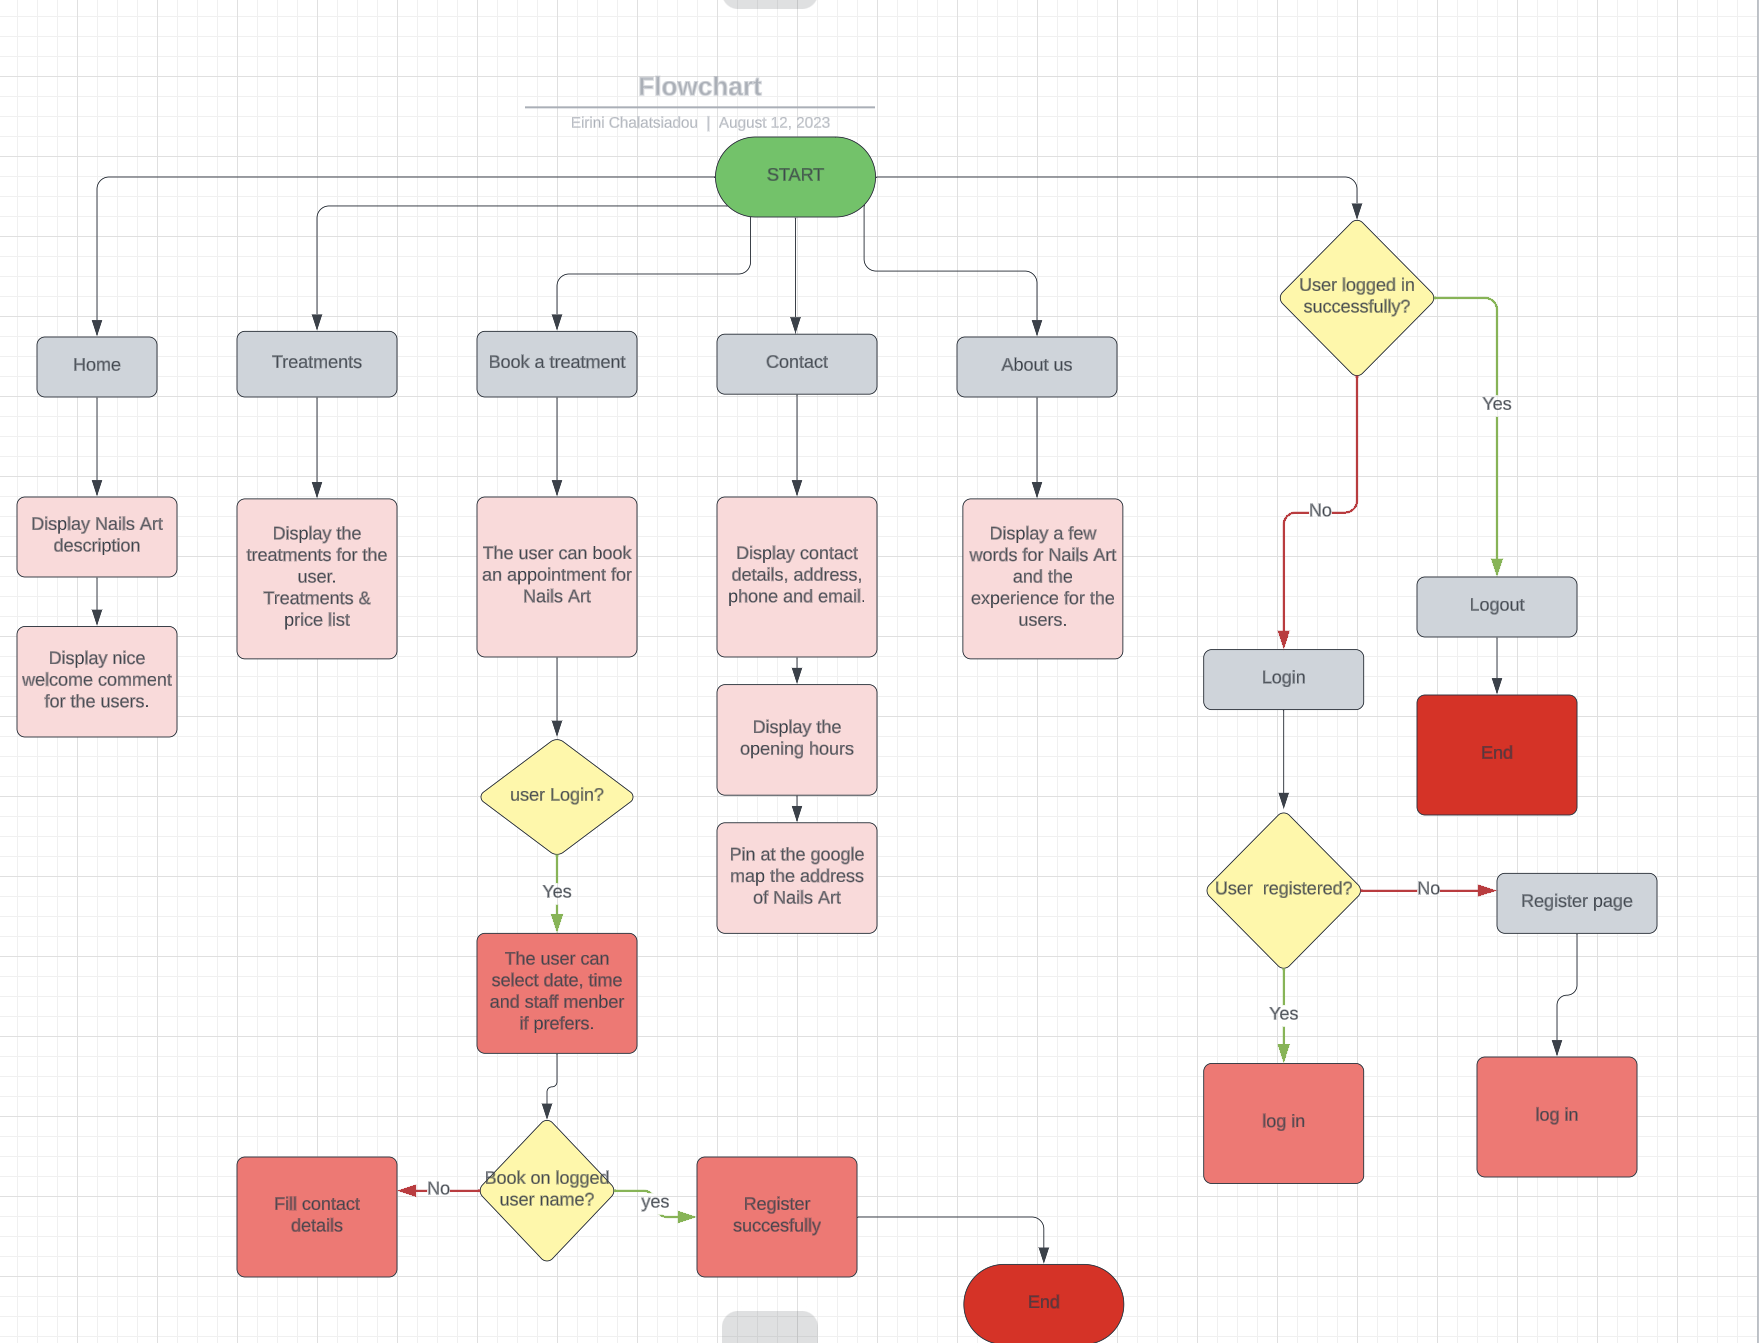 Flowchart
Eirini Chalatsiadou | August 12, 2023
START
User logged in
successfully?
Home
Treatments
Book a treatment
Contact
About us
Yes
No
Display Nails Art
description
Display the
treatments for the
user.
Treatments &
price list
The user can book
an appointment for
Nails Art
Display contact
details, address,
phone and email.
Display a few
words for Nails Art
and the
experience for the
users.
Logout
Display nice
welcome comment
for the users.
Login
Display the
opening hours
End
user Login?
Pin at the google
map the address
of Nails Art
User  registered?
No
Register page
Yes
The user can
select date, time
and staff menber
if prefers.
Yes
log in
log in
Book on logged
user name?
No
yes
Fill contact
details
Register
succesfully
End